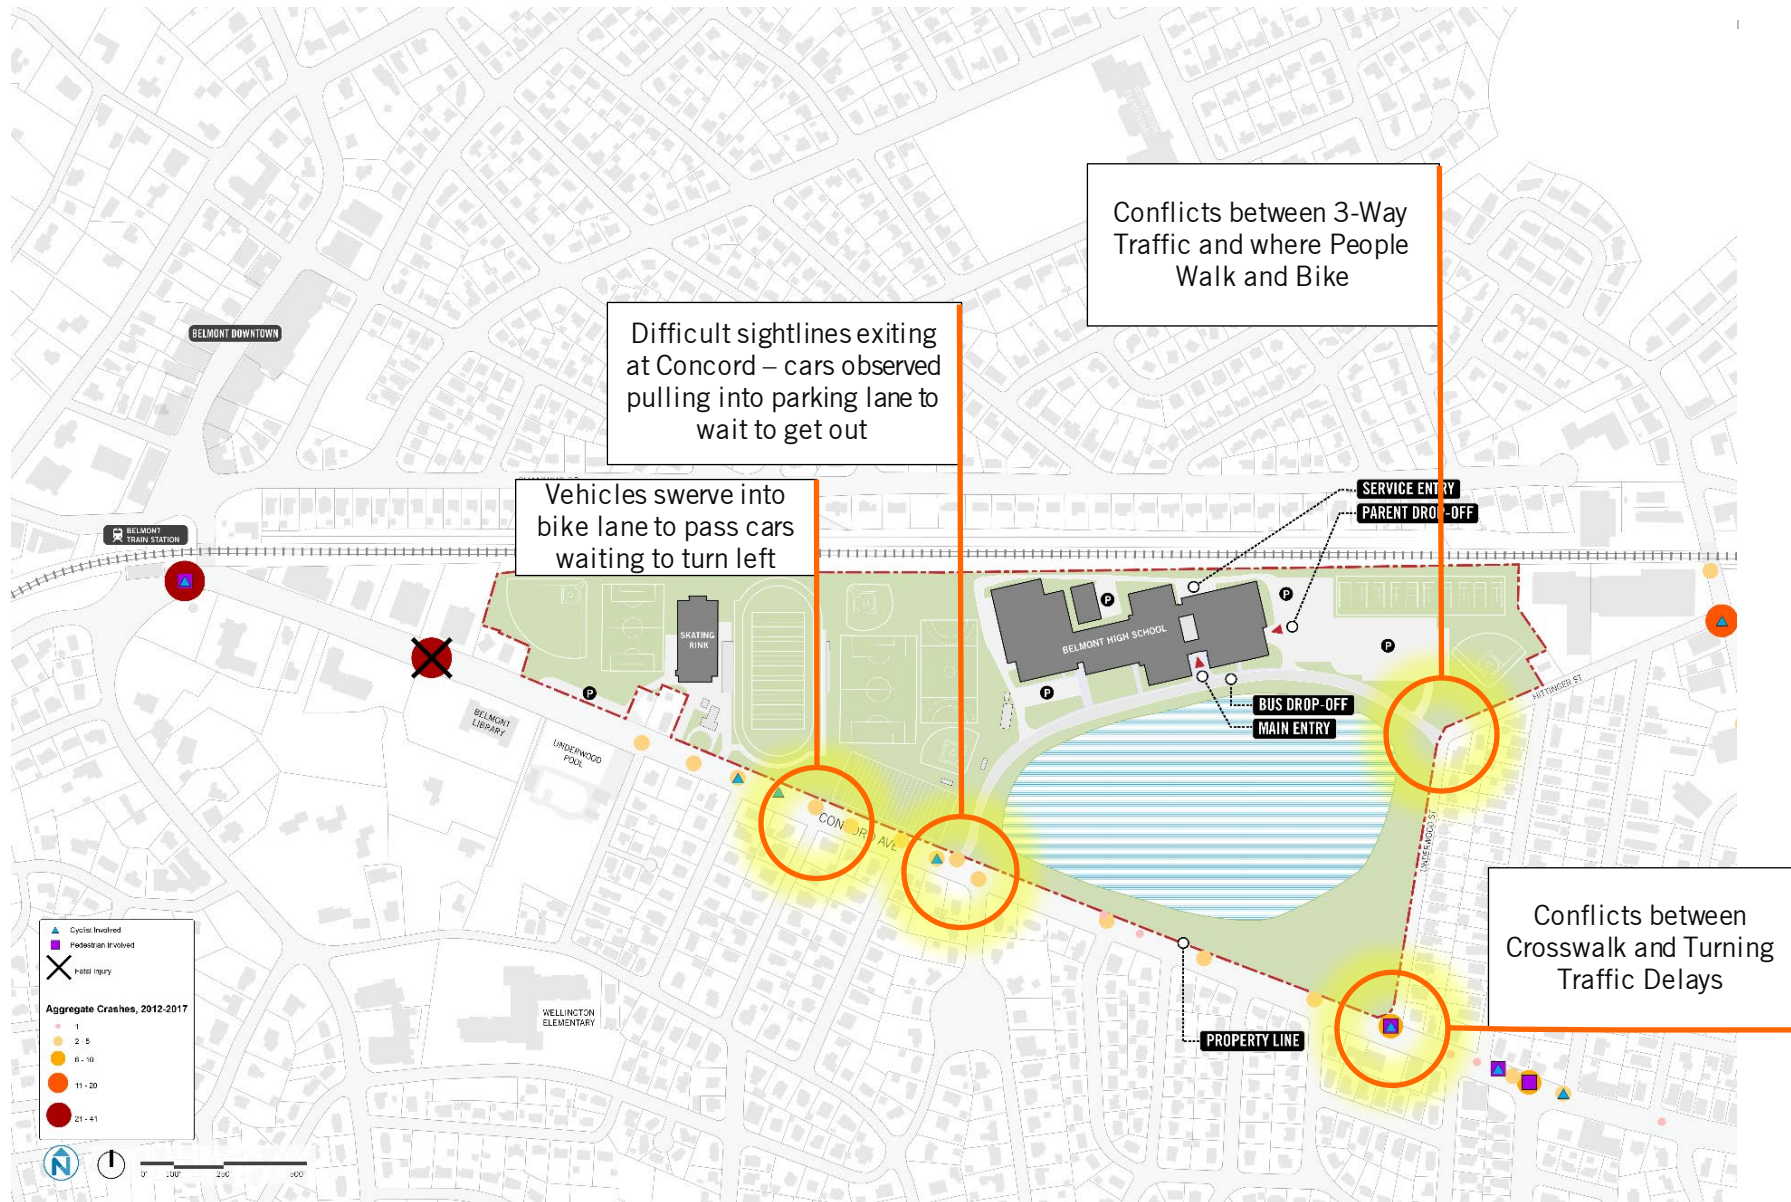 Conflicts between 3-Way
Traffic and where People
Walk and Bike
Difficult sightlines exiting
at Concord – cars observed
pulling into parking lane to
wait to get out
BELMONT DOWNTOWN
Vehicles swerve into
bike lane to pass cars
waiting to turn left
SERVICE ENTRY
PARENT DROP-OFF
BELMONT
TRAIN STATION
P
P
SKATING
RINK
BELMONT HIGH SCHOOL
P
P
P
BUS DROP-OFF
MAIN ENTRY
HITTINGER ST
BELMONT
LIBRARY
UNDERWOOD
POOL
CONCORD AVE
UNDERWOOD ST
Conflicts between
Crosswalk and Turning
Traffic Delays
WELLINGTON
ELEMENTARY
PROPERTY LINE
Cyclist Involved
Pedestrian Involved
Fatal Injury
Aggregate Crashes, 2012-2017
1
2 - 5
6 - 10
11 - 20
21 - 41
N
0' 100' 250' 500'